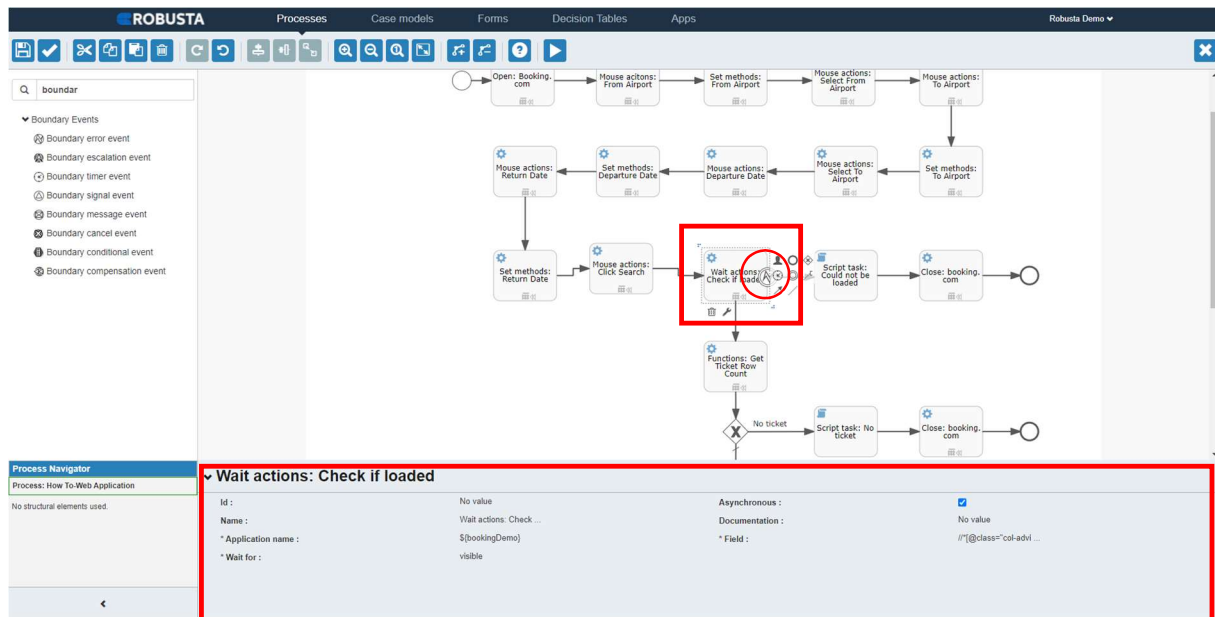 ROBUSTA
Processes
Case models
Forms
Decision Tables
Apps
Robusta Demo
boundar
Boundary Events
Boundary error event
Boundary escalation event
Boundary timer event
Boundary signal event
Boundary message event
Boundary cancel event
Boundary conditional event
Boundary compensation event
Open: Booking.
com
Mouse acitons:
From Airport
Set methods:
From Airport
Mouse actions:
Select From
Airport
Mouse actions:
To Airport
Mouse actions:
Return Date
Set methods:
Departure Date
Mouse actions:
Departure Date
Mouse actions:
Select To
Airport
Set methods:
To Airport
Set methods:
Return Date
Mouse actions:
Click Search
Wait actions:
Check if loaded
Script task:
Could not be
loaded
Close: booking.
com
Functions: Get
Ticket Row
Count
No ticket
Script task: No
ticket
Close: booking.
com
Process Navigator
Process: How To-Web Application
No structural elements used.
Wait actions: Check if loaded
Id :
No value
Asynchronous :
Name :
Wait actions: Check ...
Documentation :
No value
* Application name :
${bookingDemo}
* Field :
//*[@class="col-advi ...
* Wait for :
visible